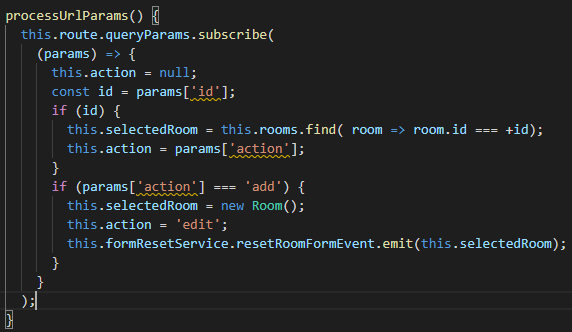 processUrlParams() {
  this.route.queryParams.subscribe(
    (params) => {
      this.action = null;
      const id = params['id'];
      if (id) {
        this.selectedRoom = this.rooms.find( room => room.id === +id);
        this.action = params['action'];
      }
      if (params['action'] === 'add') {
        this.selectedRoom = new Room();
        this.action = 'edit';
        this.formResetService.resetRoomFormEvent.emit(this.selectedRoom);
      }
    }
  );
}